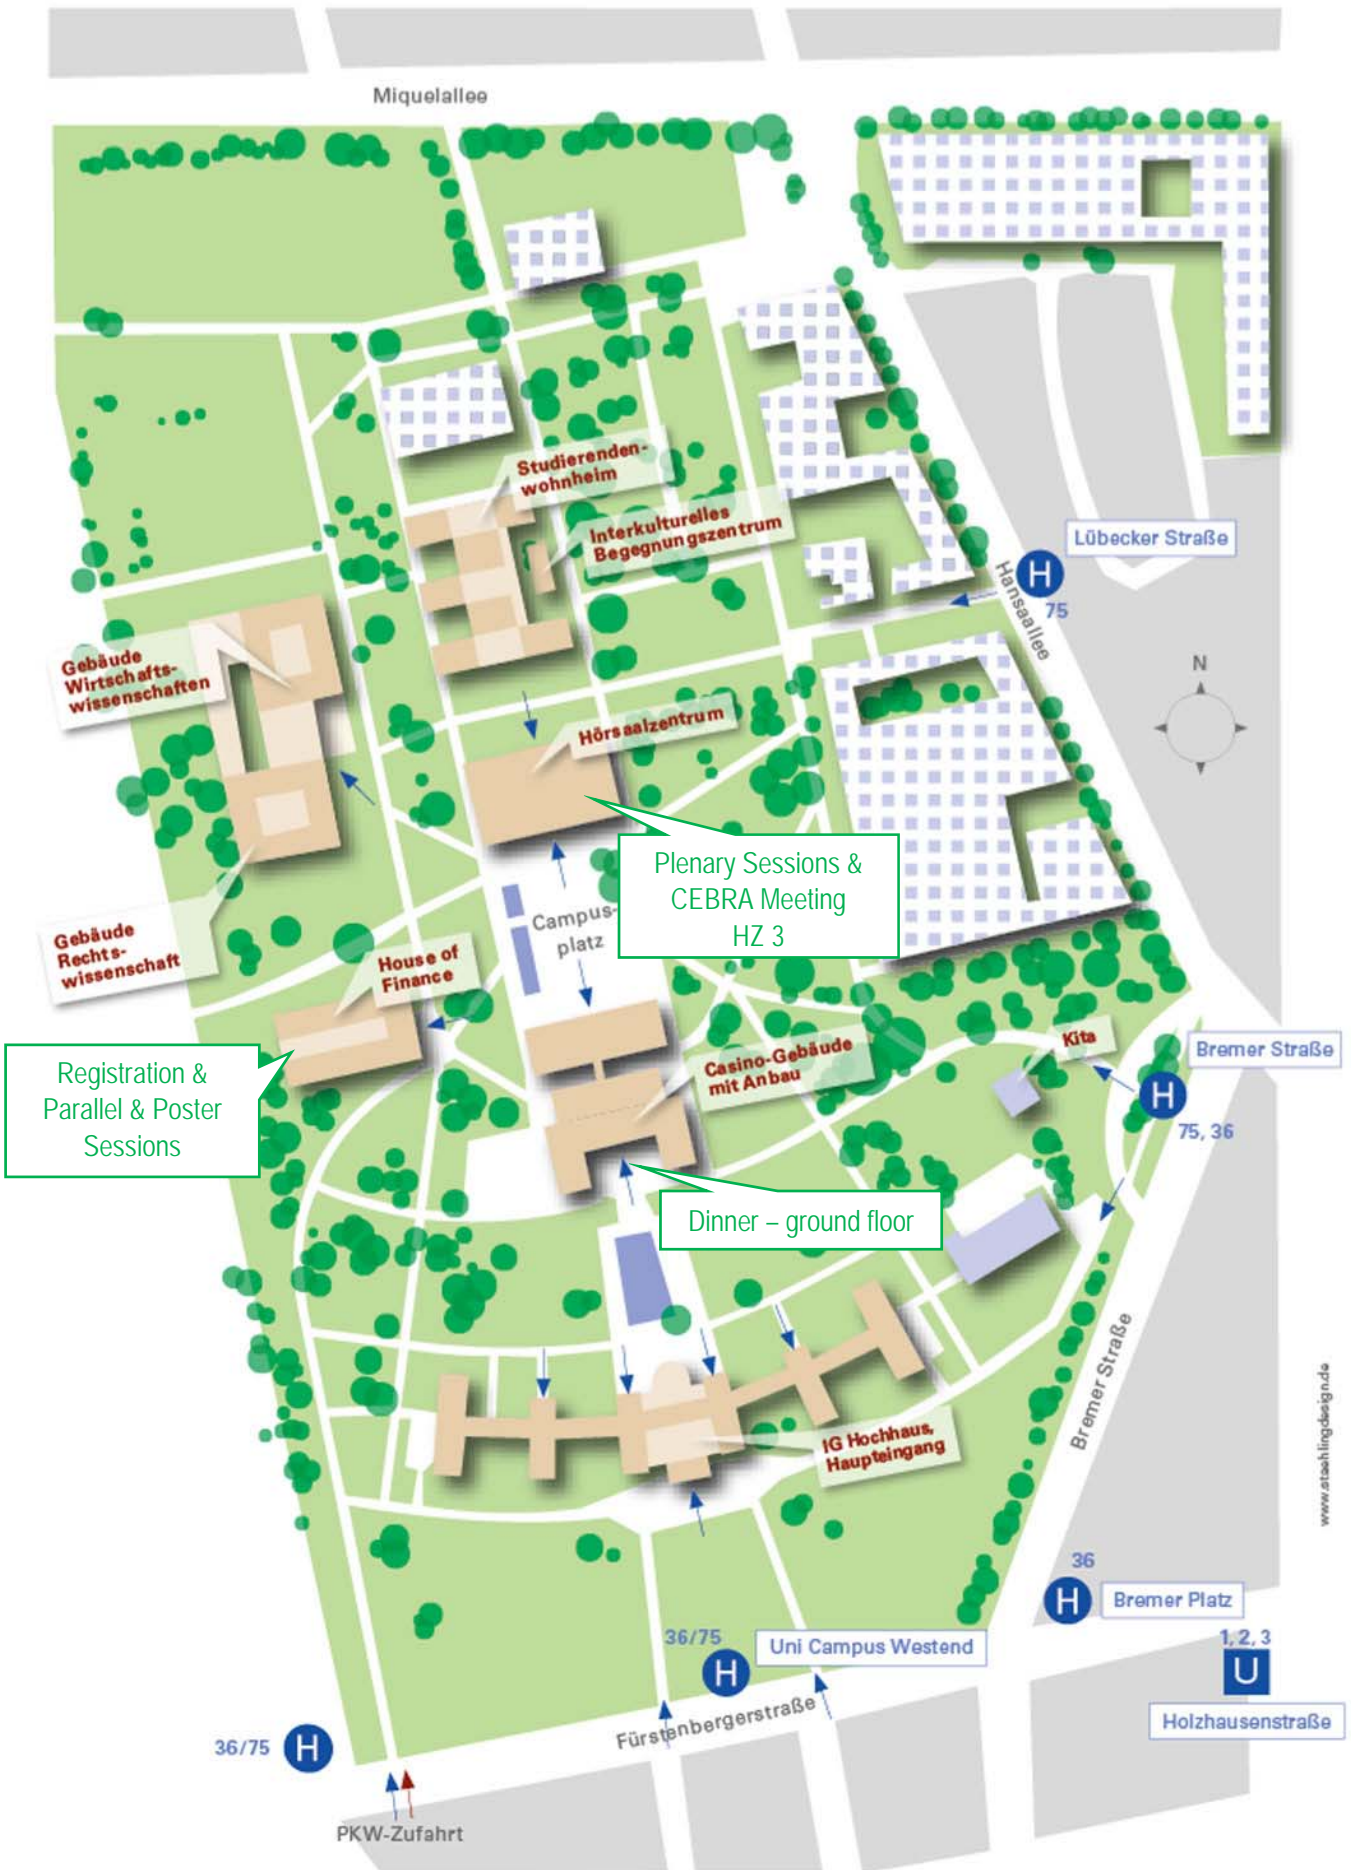 Miquelallee
Studierenden-
wohnheim
Interkulturelles
Begegnungszentrum
Lübecker Straße
H
75
Hansaallee
N
Gebäude
Wirtschafts-
wissenschaften
Hörsaalzentrum
Plenary Sessions &
CEBRA Meeting
HZ 3
Campus-
platz
Gebäude
Rechts-
wissenschaft
House of
Finance
Registration &
Parallel & Poster
Sessions
Casino-Gebäude
mit Anbau
Kita
Bremer Straße
H
75, 36
Dinner – ground floor
Bremer Straße
IG Hochhaus,
Haupteingang
www.staehlingdesign.de
36
H
Bremer Platz
36/75
H
Uni Campus Westend
1, 2, 3
U
Holzhausenstraße
Fürstenbergerstraße
36/75
H
PKW-Zufahrt